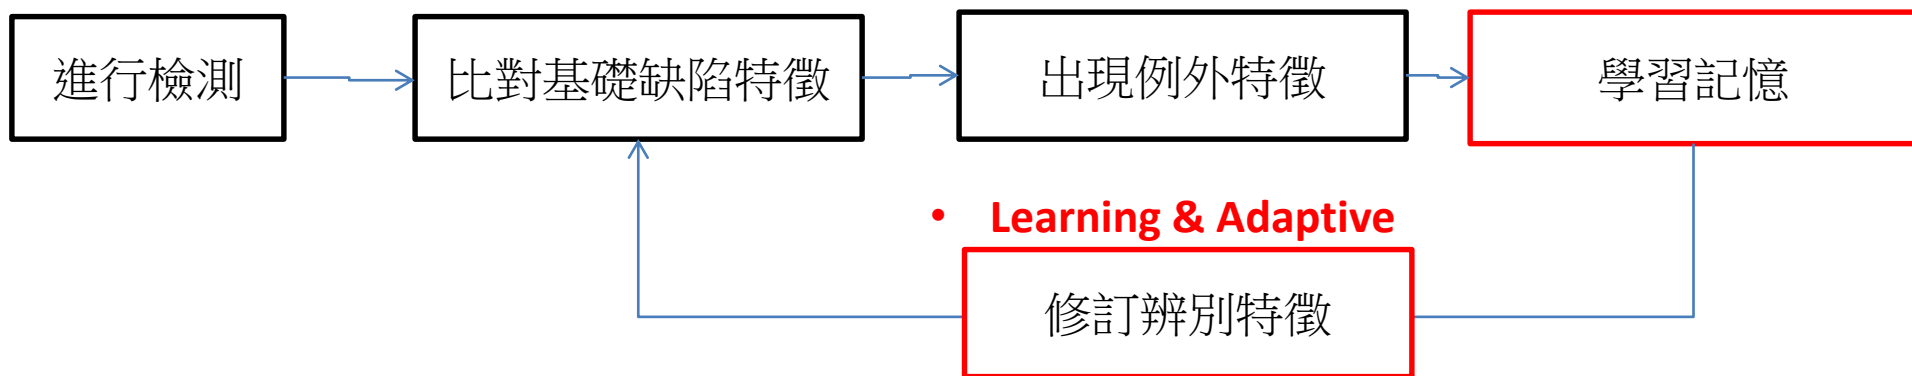 進行檢測
比對基礎缺陷特徵
出現例外特徵
學習記憶
• Learning & Adaptive
修訂辨別特徵